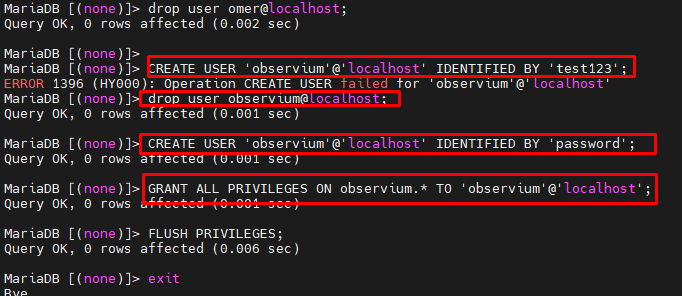 MariaDB [(none)]> drop user omer@localhost;
Query OK, 0 rows affected (0.002 sec)
MariaDB [(none)]>
MariaDB [(none)]> CREATE USER 'observium'@'localhost' IDENTIFIED BY 'test123';
ERROR 1396 (HY000): Operation CREATE USER failed for 'observium'@'localhost'
MariaDB [(none)]> drop user observium@localhost;
Query OK, 0 rows affected (0.001 sec)
MariaDB [(none)]> CREATE USER 'observium'@'localhost' IDENTIFIED BY 'password';
Query OK, 0 rows affected (0.001 sec)
MariaDB [(none)]> GRANT ALL PRIVILEGES ON observium.* TO 'observium'@'localhost';
Query OK, 0 rows affected (0.001 sec)
MariaDB [(none)]> FLUSH PRIVILEGES;
Query OK, 0 rows affected (0.006 sec)
MariaDB [(none)]> exit
Bye